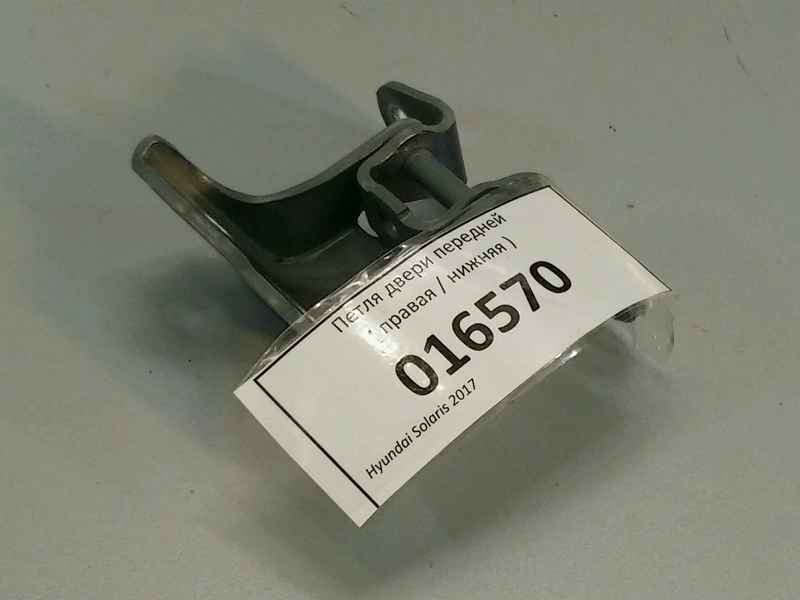 Петля двери передней
( правая / нижняя )
016570
Hyundai Solaris 2017